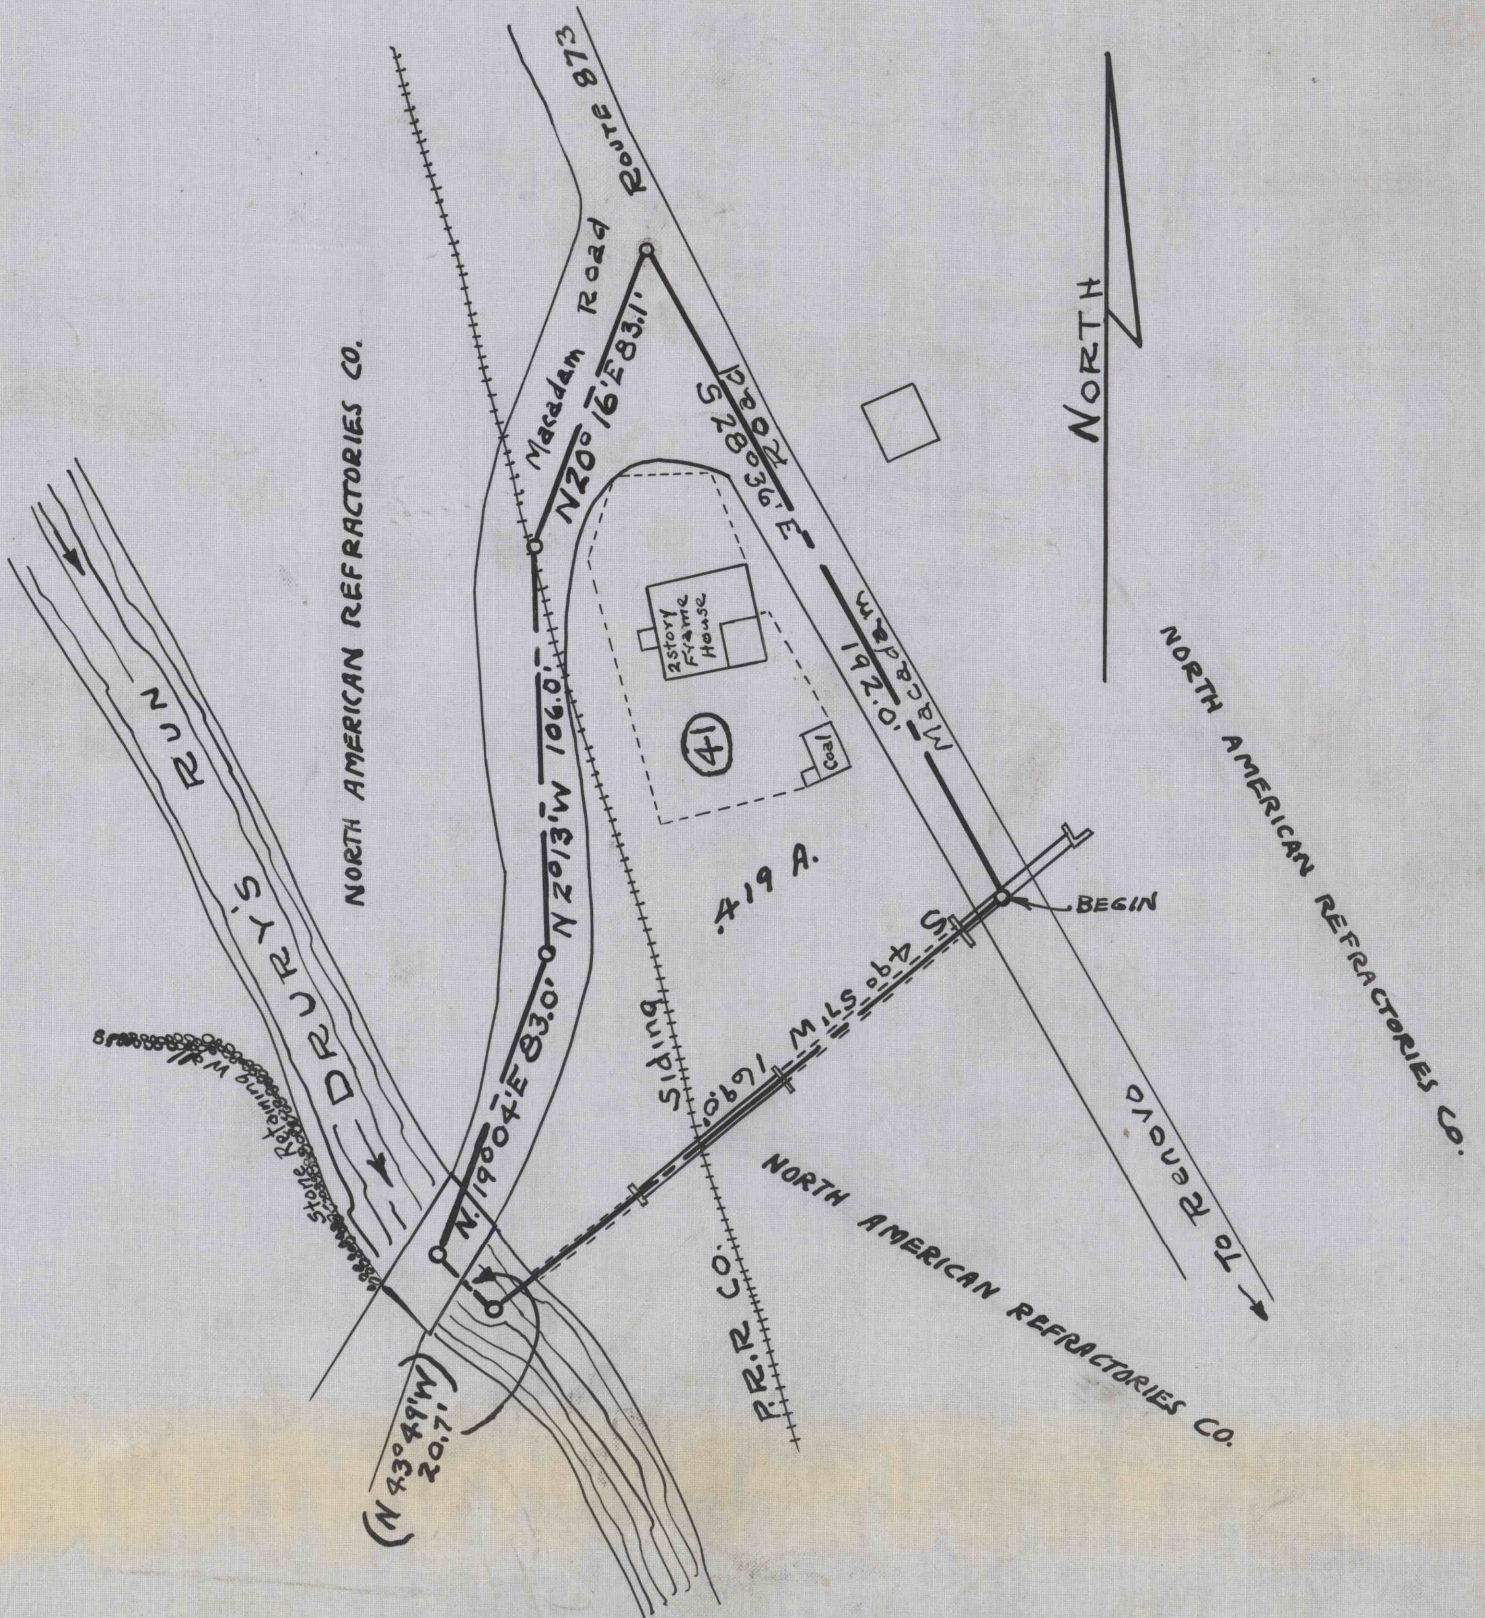 ROUTE 873
Macadam Road
N 20° 16' E 83.1'
S 28° 36' E 192.0'
Macadam Road
NORTH
NORTH AMERICAN REFRACTORIES CO.
DRURY'S RUN
2 Story
Frame
House
41
Coal
N 2° 13' W 106.0'
.419 A.
NORTH AMERICAN REFRACTORIES CO.
BEGIN
S 49° 51' W 169.0'
N. 19° 04' E 83.0'
Stone Retaining Wall
Siding
P.R.R. CO.
NORTH AMERICAN REFRACTORIES CO.
To Renovo
(N 43° 49' W)
20.7'